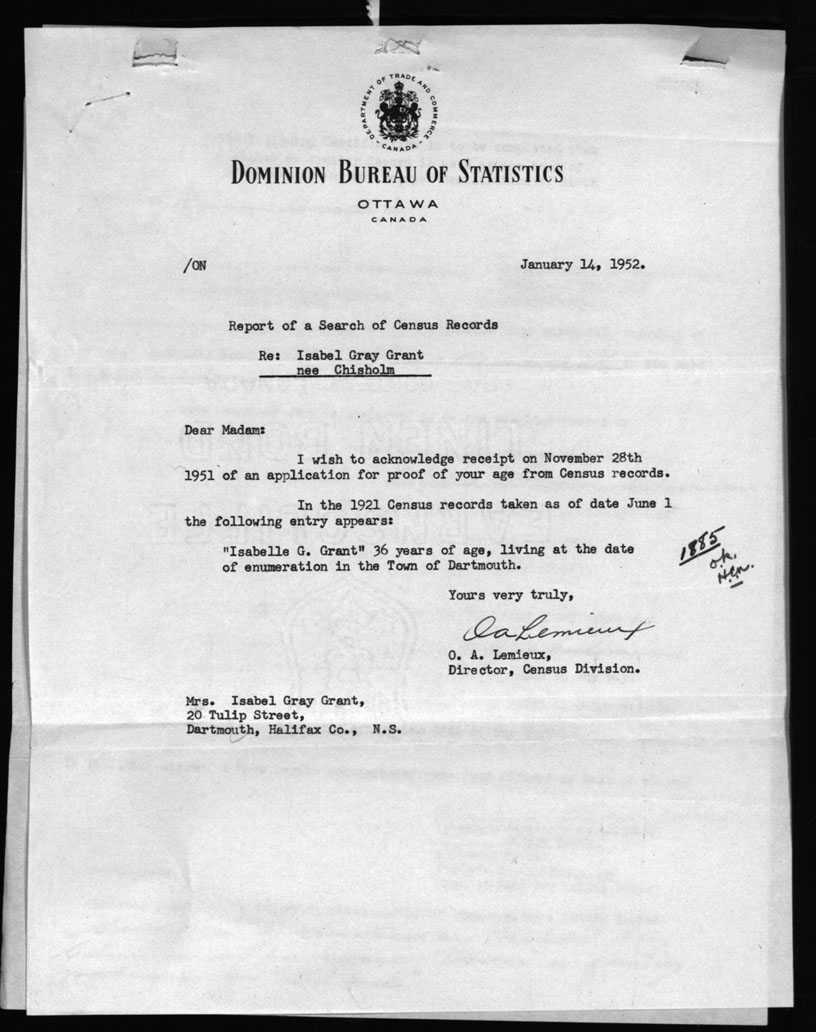 DEPARTMENT OF TRADE AND COMMERCE
CANADA
DOMINION BUREAU OF STATISTICS
OTTAWA
CANADA
/ON January 14, 1952.
Report of a Search of Census Records
Re: Isabel Gray Grant
nee Chisholm
Dear Madam:
I wish to acknowledge receipt on November 28th
1951 of an application for proof of your age from Census records.
In the 1921 Census records taken as of date June 1
the following entry appears:
"Isabelle G. Grant" 36 years of age, living at the date
of enumeration in the Town of Dartmouth.
1885
o.k.
Yours very truly,
OaLemieux
O. A. Lemieux,
Director, Census Division.
Mrs. Isabel Gray Grant,
20 Tulip Street,
Dartmouth, Halifax Co., N.S.